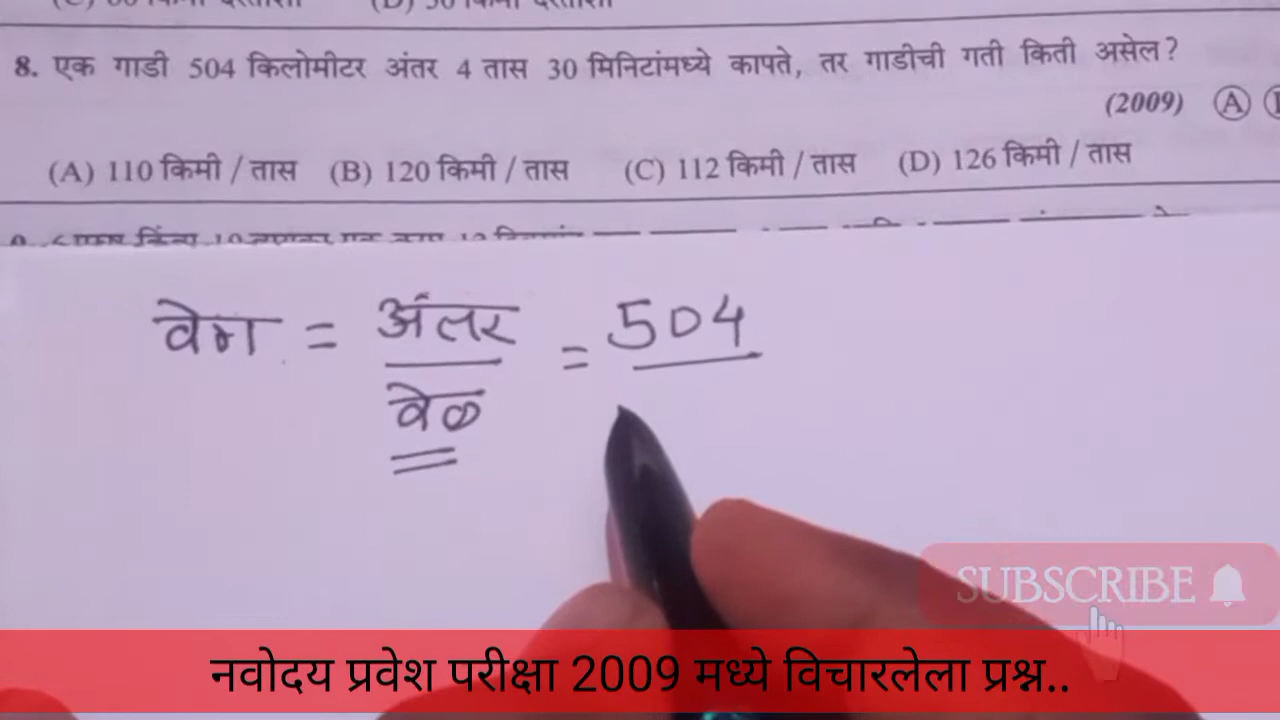 8. एक गाडी 504 किलोमीटर अंतर 4 तास 30 मिनिटांमध्ये कापते, तर गाडीची गती किती असेल?
(2009) Ⓐ
(A) 110 किमी / तास (B) 120 किमी / तास (C) 112 किमी / तास (D) 126 किमी / तास
वेग = अंतर = 504
वेळ
SUBSCRIBE
नवोदय प्रवेश परीक्षा 2009 मध्ये विचारलेला प्रश्न..